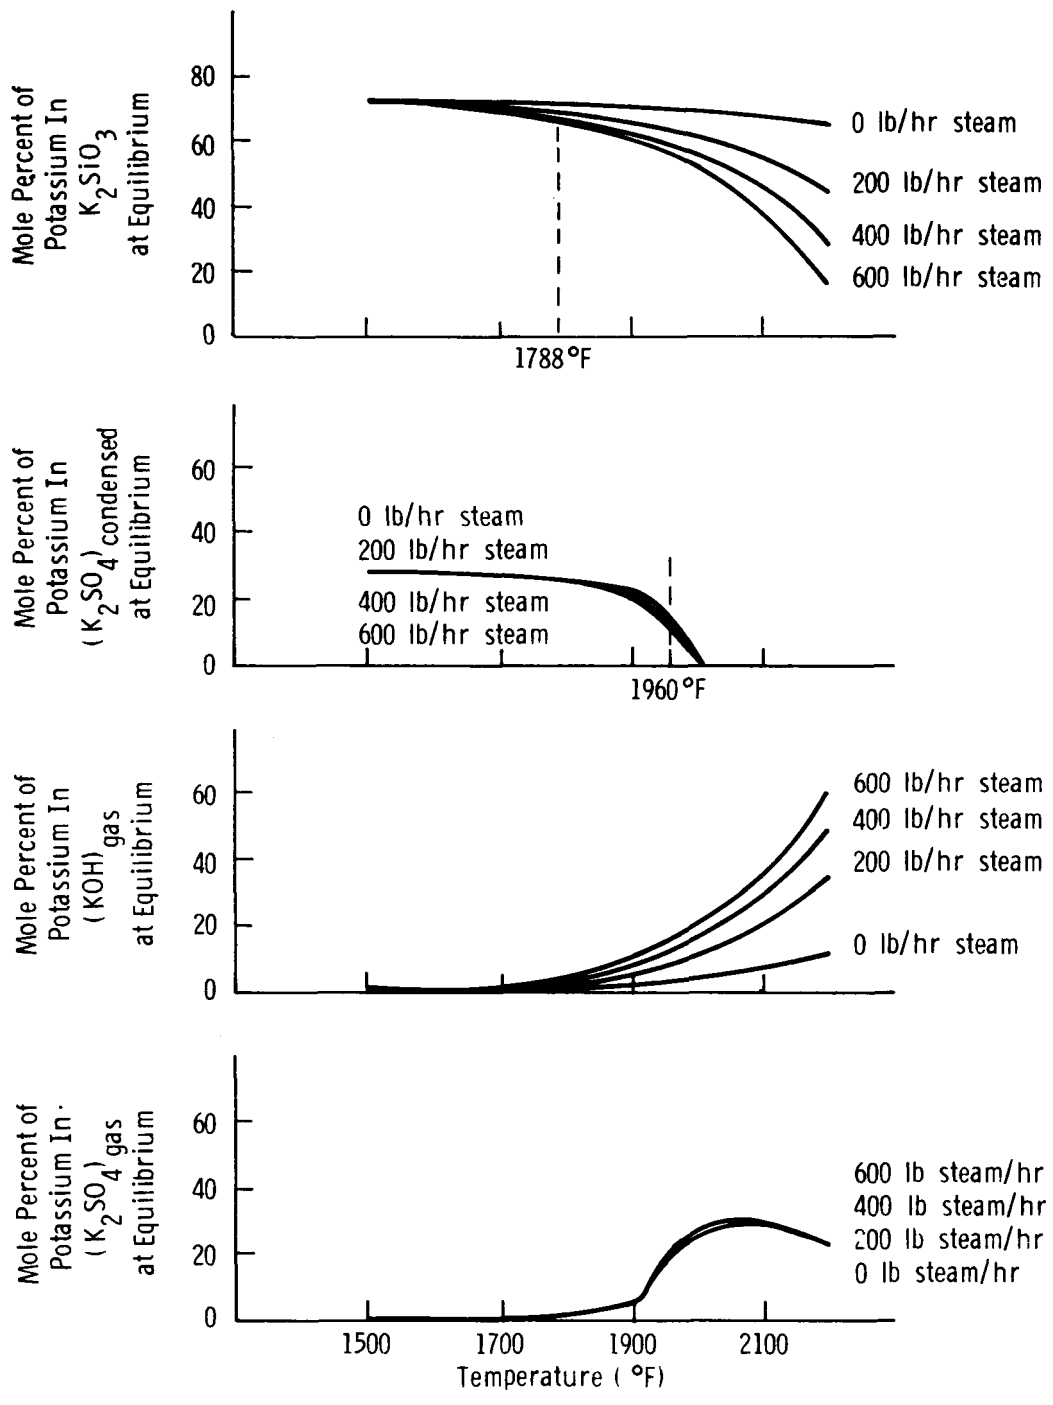 Mole Percent of
Potassium In
K2SiO3
at Equilibrium
80
60
40
20
0
0 lb/hr steam
200 lb/hr steam
400 lb/hr steam
600 lb/hr steam
1788°F
Mole Percent of
Potassium In
(K2SO4) condensed
at Equilibrium
60
40
20
0
0 lb/hr steam
200 lb/hr steam
400 lb/hr steam
600 lb/hr steam
1960°F
Mole Percent of
Potassium In
(KOH)gas
at Equilibrium
60
40
20
0
600 lb/hr steam
400 lb/hr steam
200 lb/hr steam
0 lb/hr steam
Mole Percent of
Potassium In
(K2SO4)gas
at Equilibrium
60
40
20
0
600 lb steam/hr
400 lb steam/hr
200 lb steam/hr
0 lb steam/hr
1500 1700 1900 2100
Temperature ( °F)